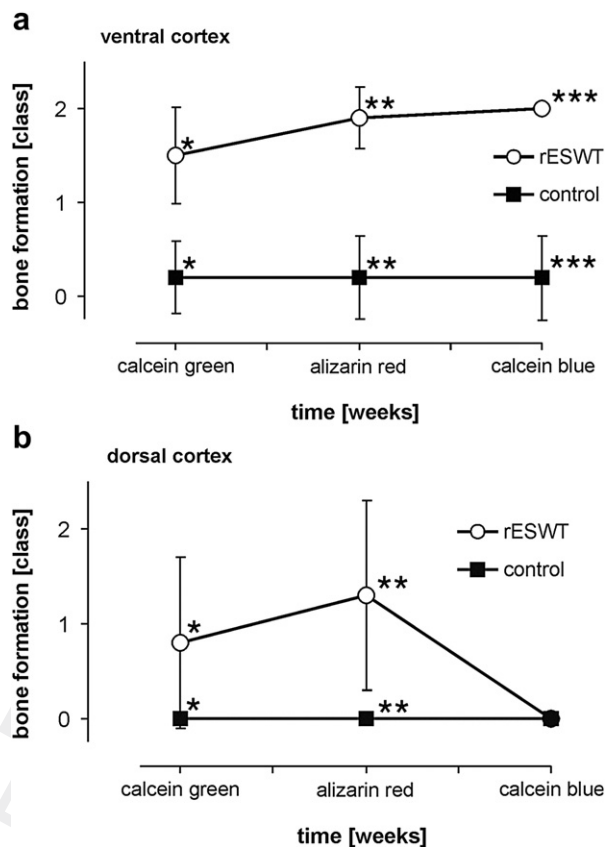 a
ventral cortex
bone formation [class]
2
1
0
*
**
***
rESWT
control
*
**
***
calcein green
alizarin red
calcein blue
time [weeks]
b
dorsal cortex
bone formation [class]
2
1
0
rESWT
control
*
**
*
**
calcein green
alizarin red
calcein blue
time [weeks]